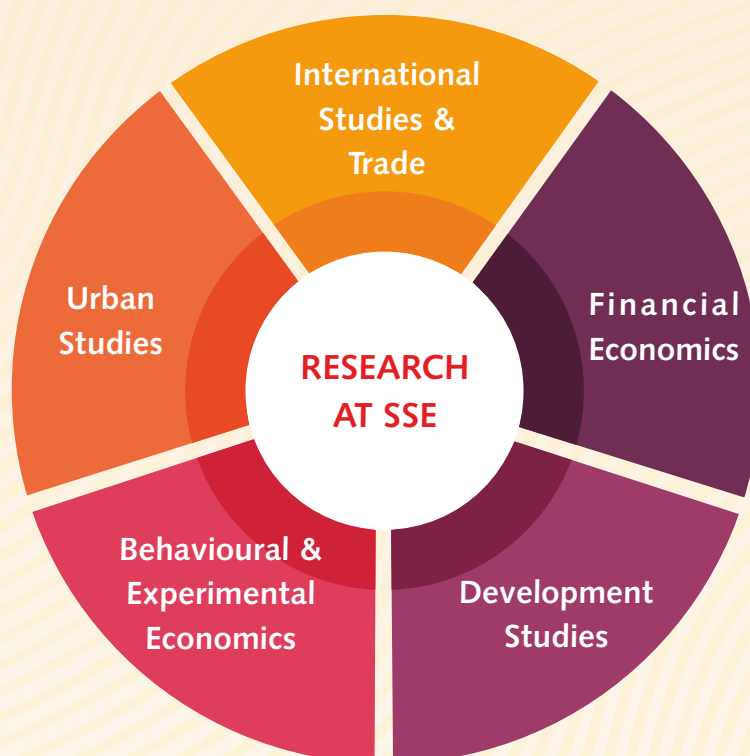 International
Studies &
Trade
Financial
Economics
Urban
Studies
RESEARCH
AT SSE
Behavioural &
Experimental
Economics
Development
Studies